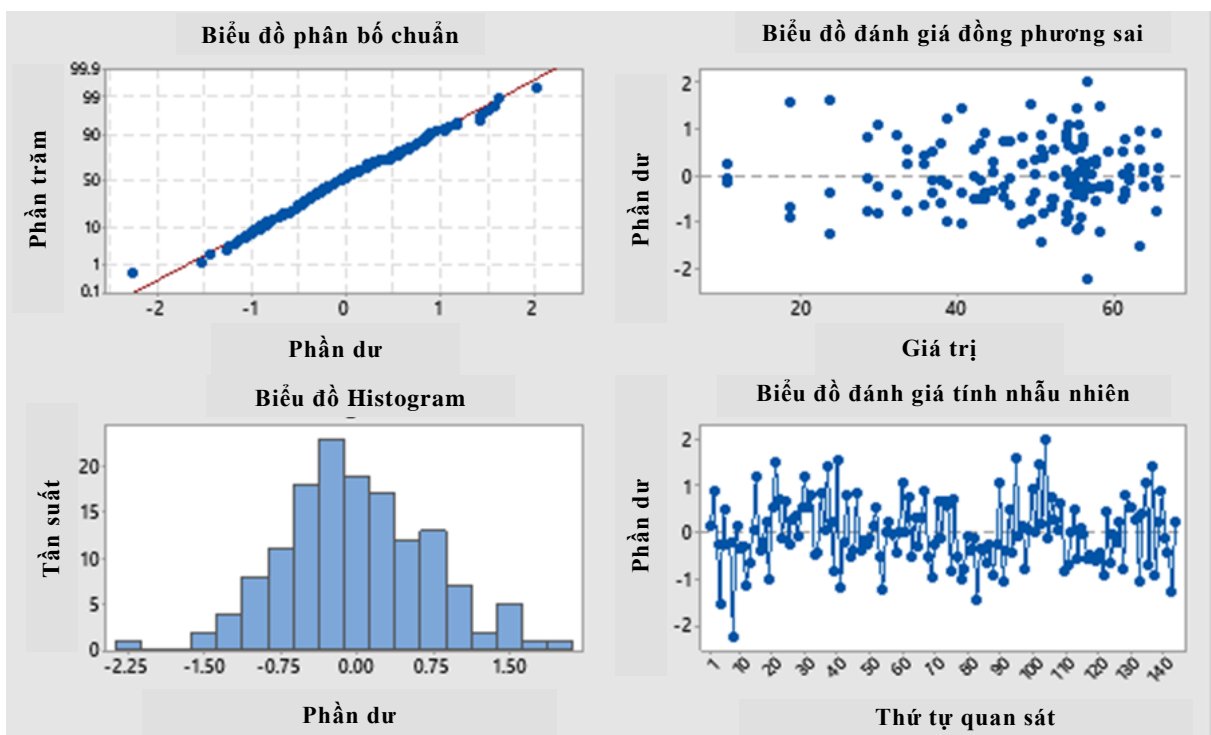 Biểu đồ phân bố chuẩn
Phần trăm
99.9
99
90
50
10
1
0.1
-2 -1 0 1 2
Phần dư
Biểu đồ đánh giá đồng phương sai
Phần dư
2
1
0
-1
-2
20 40 60
Giá trị
Biểu đồ Histogram
Tần suất
20
15
10
5
0
-2.25 -1.50 -0.75 0.00 0.75 1.50
Phần dư
Biểu đồ đánh giá tính nhẫu nhiên
Phần dư
2
1
0
-1
-2
1 10 20 30 40 50 60 70 80 90 100 110 120 130 140
Thứ tự quan sát